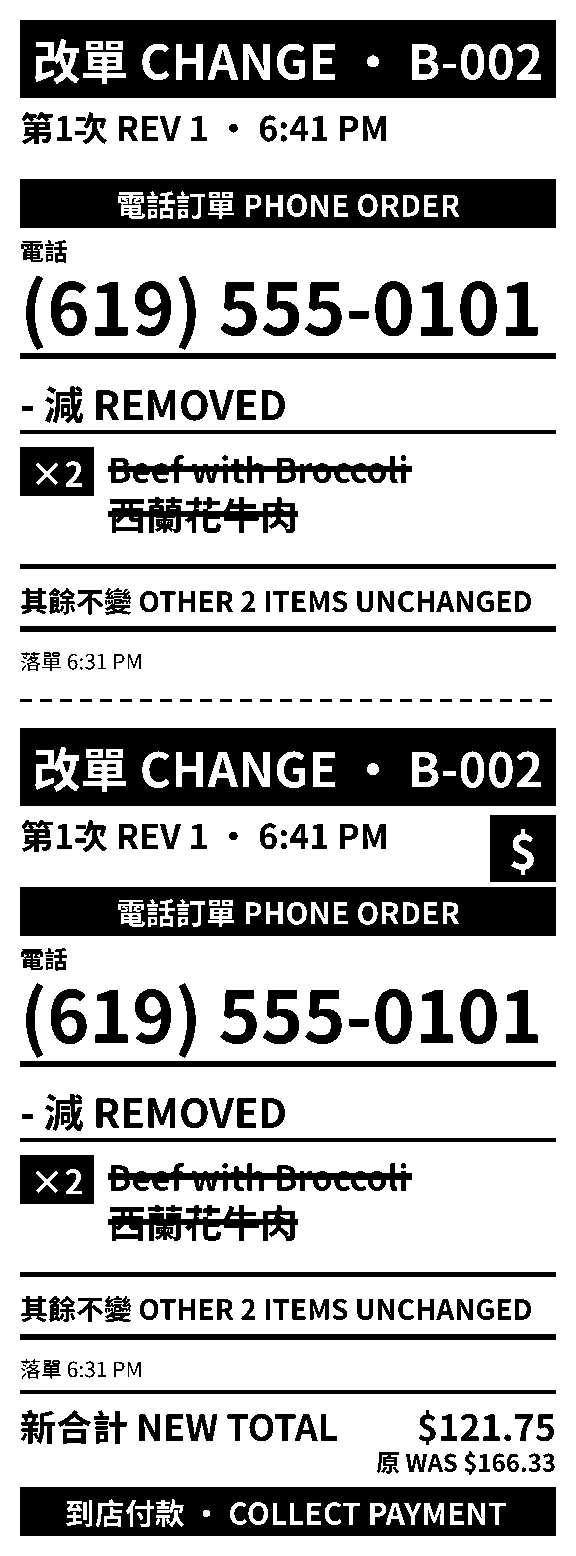 改單 CHANGE • B-002
第1次 REV 1 • 6:41 PM
電話訂單 PHONE ORDER
電話
(619) 555-0101
- 減 REMOVED
×2 Beef with Broccoli
西蘭花牛肉
其餘不變 OTHER 2 ITEMS UNCHANGED
落單 6:31 PM
改單 CHANGE • B-002
第1次 REV 1 • 6:41 PM $
電話訂單 PHONE ORDER
電話
(619) 555-0101
- 減 REMOVED
×2 Beef with Broccoli
西蘭花牛肉
其餘不變 OTHER 2 ITEMS UNCHANGED
落單 6:31 PM
新合計 NEW TOTAL $121.75
原 WAS $166.33
到店付款 • COLLECT PAYMENT